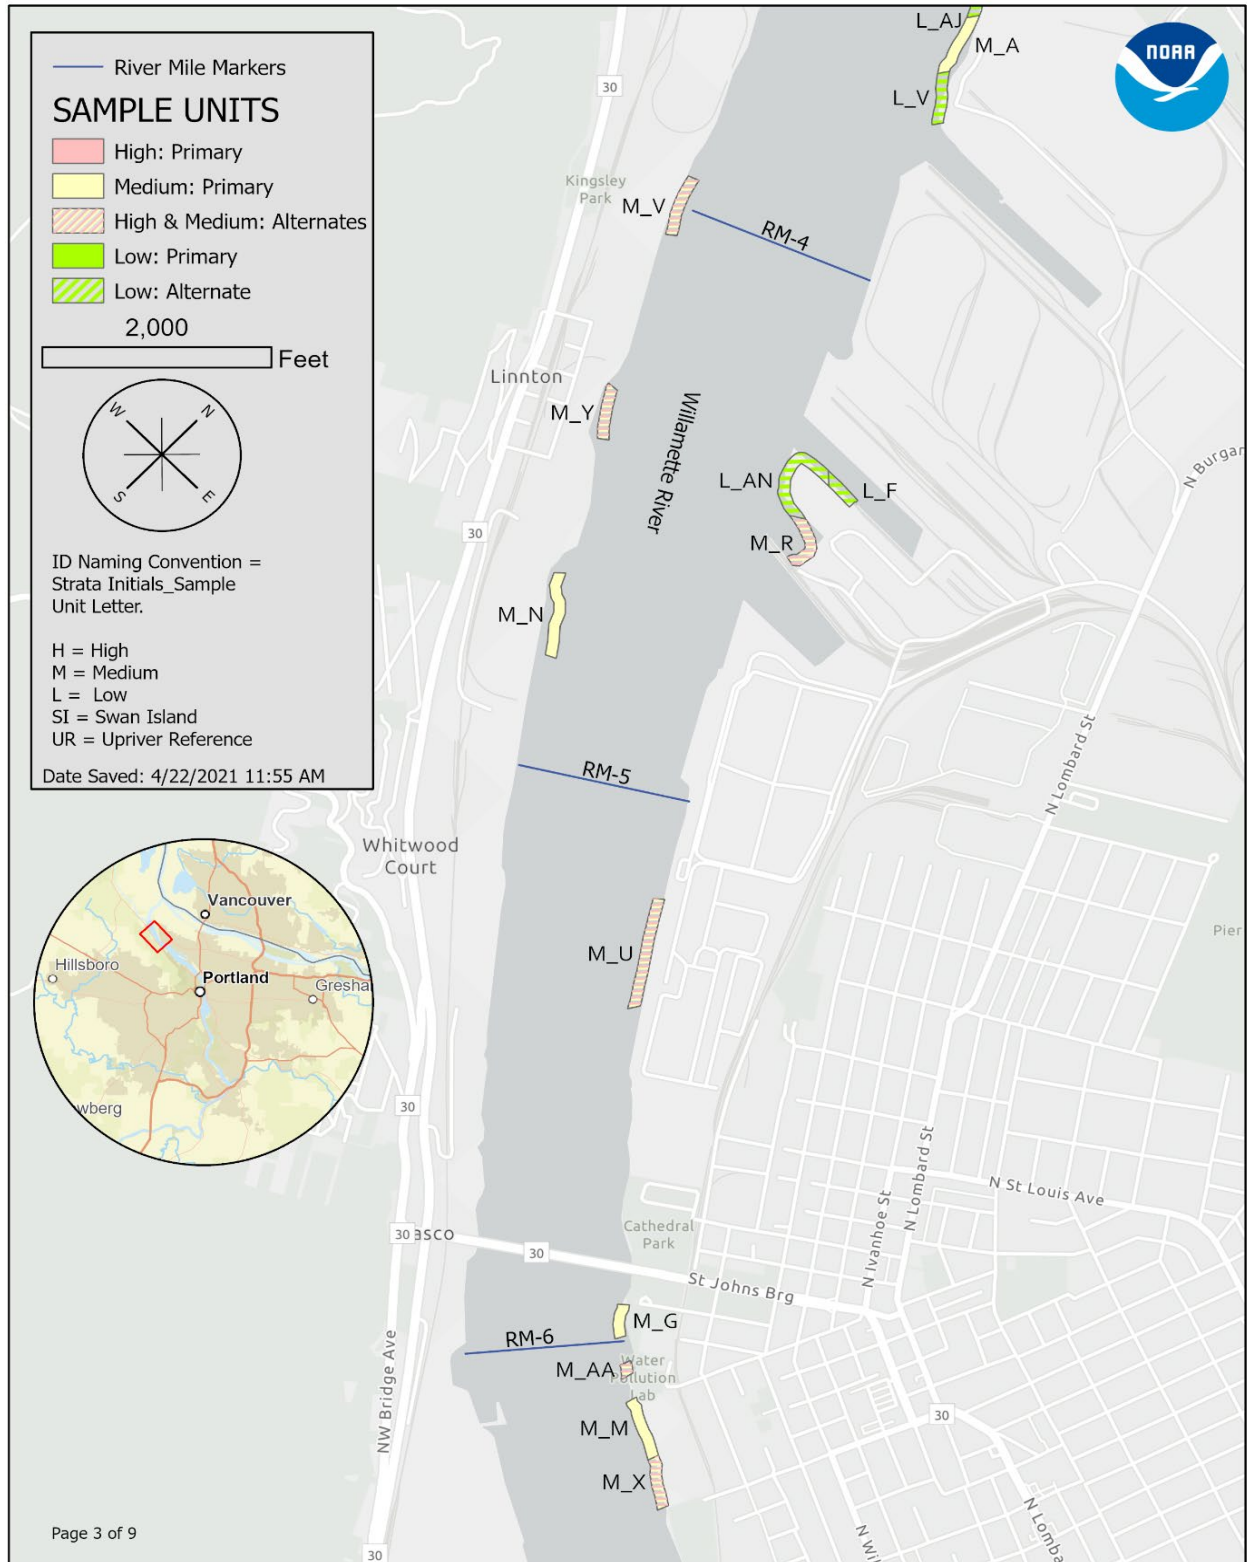 River Mile Markers
SAMPLE UNITS
High: Primary
Medium: Primary
High & Medium: Alternates
Low: Primary
Low: Alternate
2,000
Feet
W
N
S
E
ID Naming Convention =
Strata Initials_Sample
Unit Letter.
H = High
M = Medium
L = Low
SI = Swan Island
UR = Upriver Reference
Date Saved: 4/22/2021 11:55 AM
Vancouver
Hillsboro
Portland
Gresha
wberg
Page 3 of 9
NOAA
L_AJ
M_A
L_V
30
Kingsley
Park
M_V
RM-4
Linnton
M_Y
Willamette River
L_AN
L_F
M_R
N Burgar
30
M_N
RM-5
N Lombard St
Whitwood
Court
M_U
Pier
30
N St Louis Ave
N Lombard St
N Ivanhoe St
Cathedral
Park
30
asco
30
St Johns Brg
M_G
RM-6
Water
Pollution
Lab
M_AA
M_M
M_X
NW Bridge Ave
30
N Lomba
N Wil
30